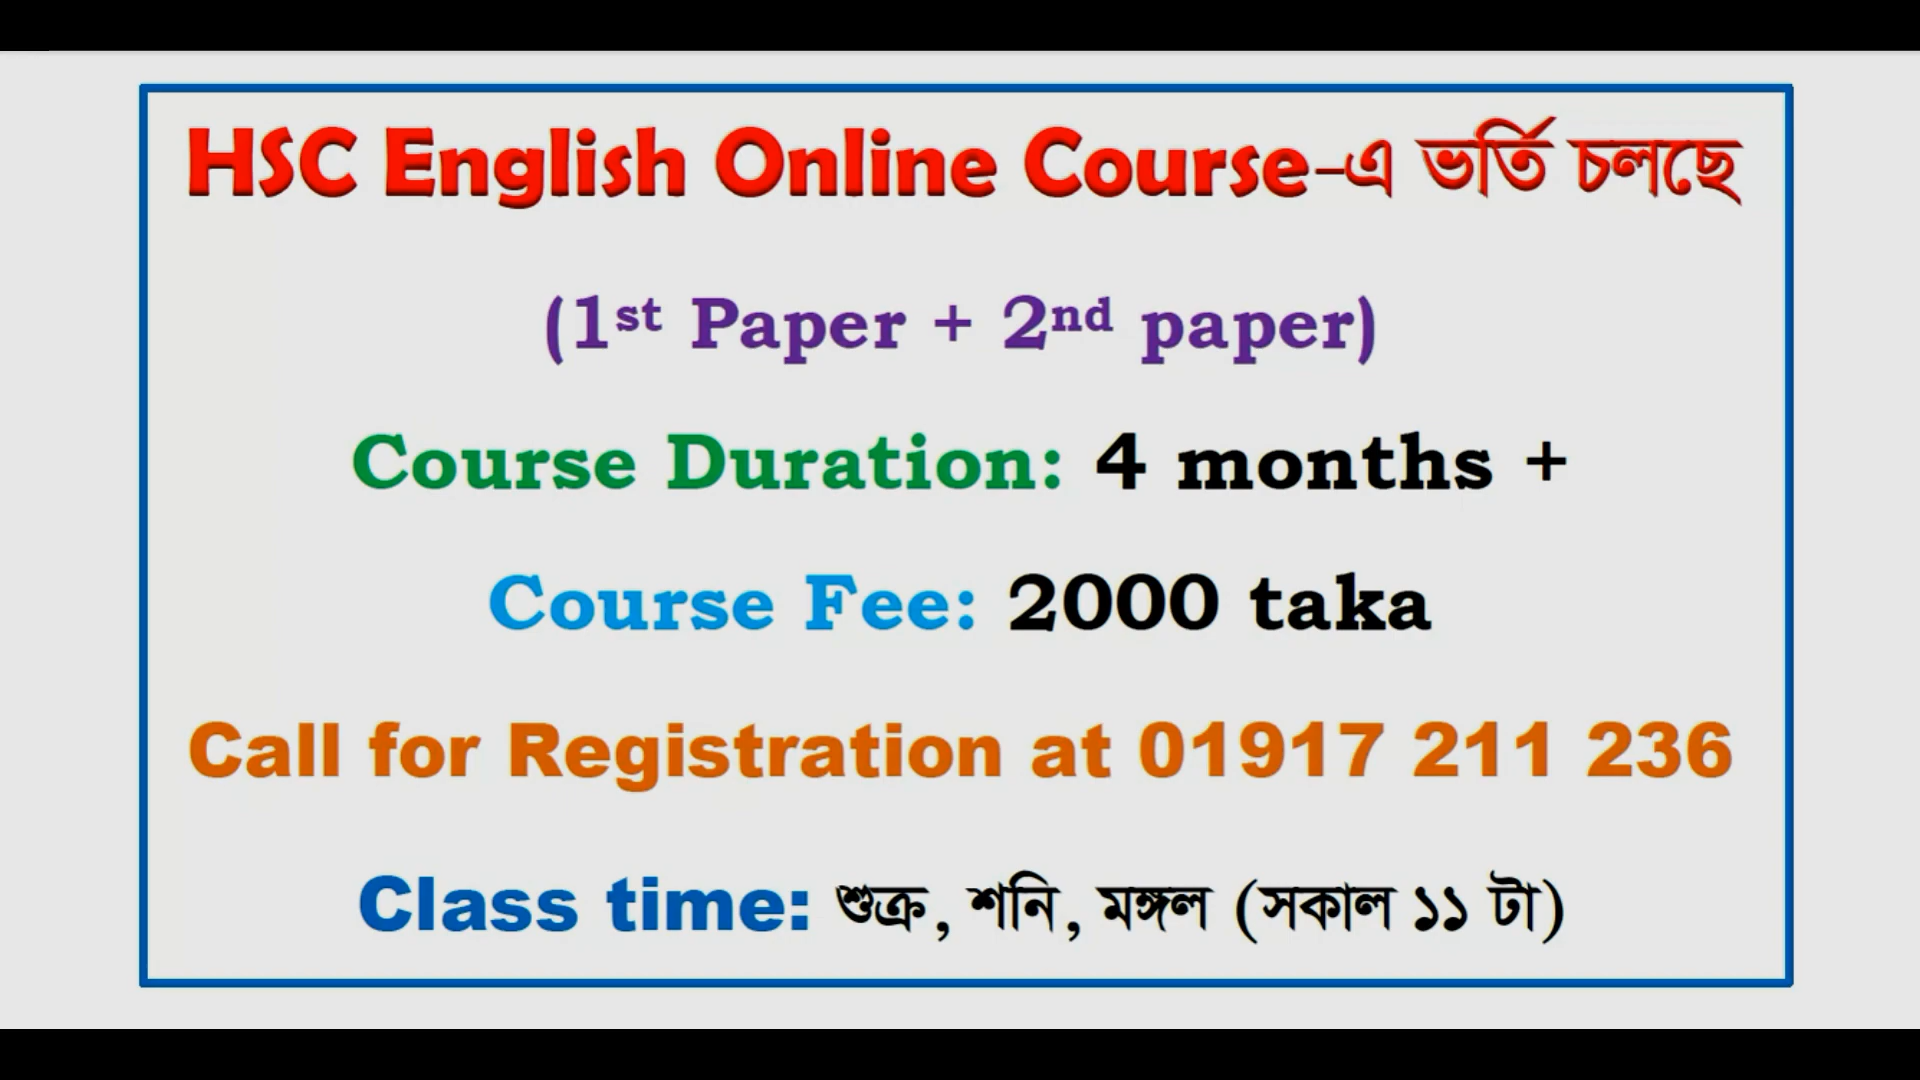 HSC English Online Course-এ ভর্তি চলছে
(1st Paper + 2nd paper)
Course Duration: 4 months +
Course Fee: 2000 taka
Call for Registration at 01917 211 236
Class time: শুক্র, শনি, মঙ্গল (সকাল ১১ টা)